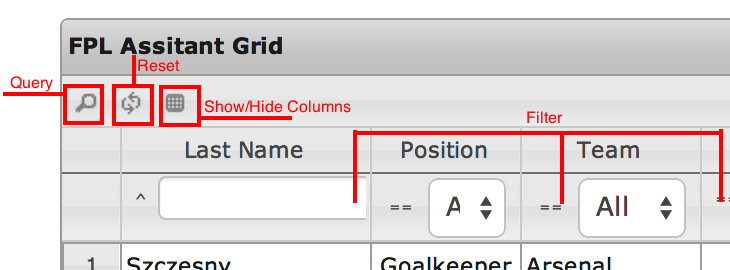 FPL Assitant Grid
Reset
Query
Show/Hide Columns
Filter
Last Name Position Team
^ == A == All ==
1 Szczesny Goalkeeper Arsenal